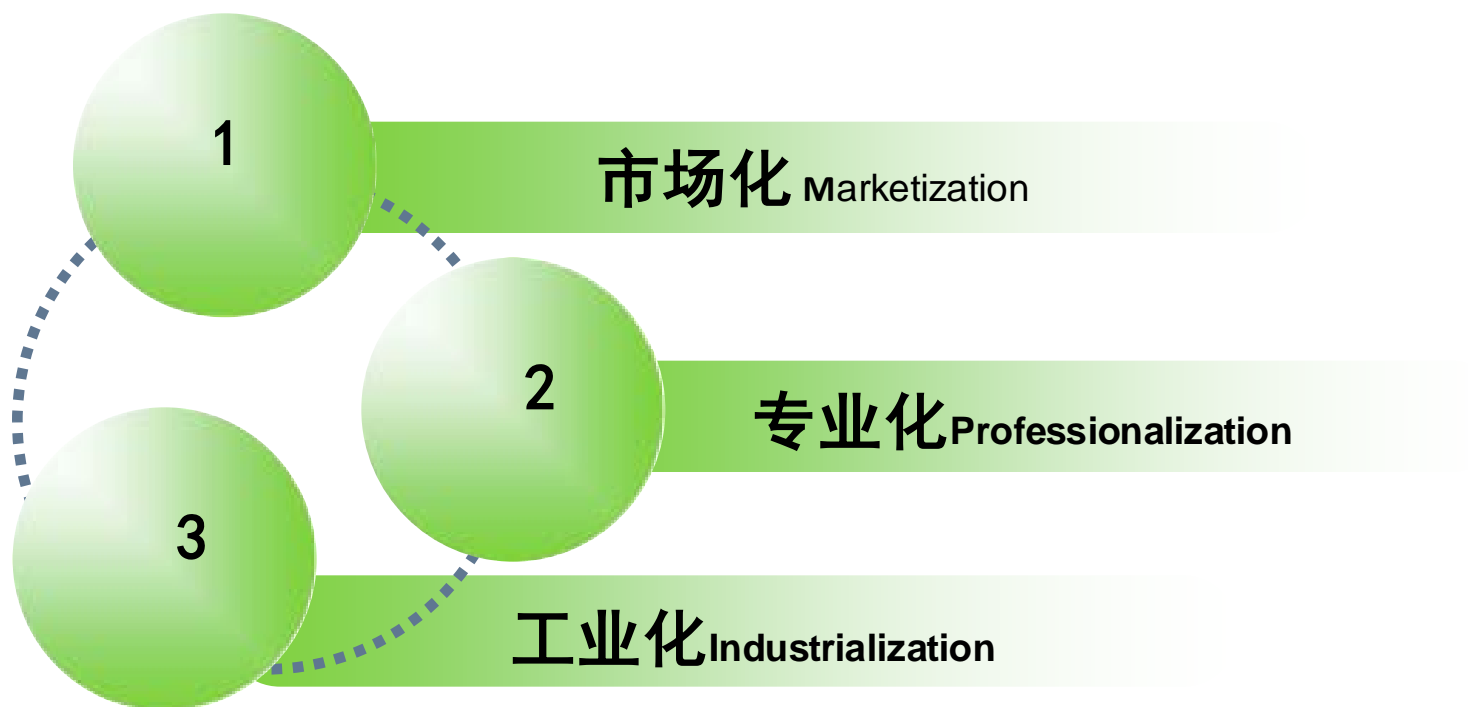 1
市场化 Marketization
2
专业化Professionalization
3
工业化Industrialization